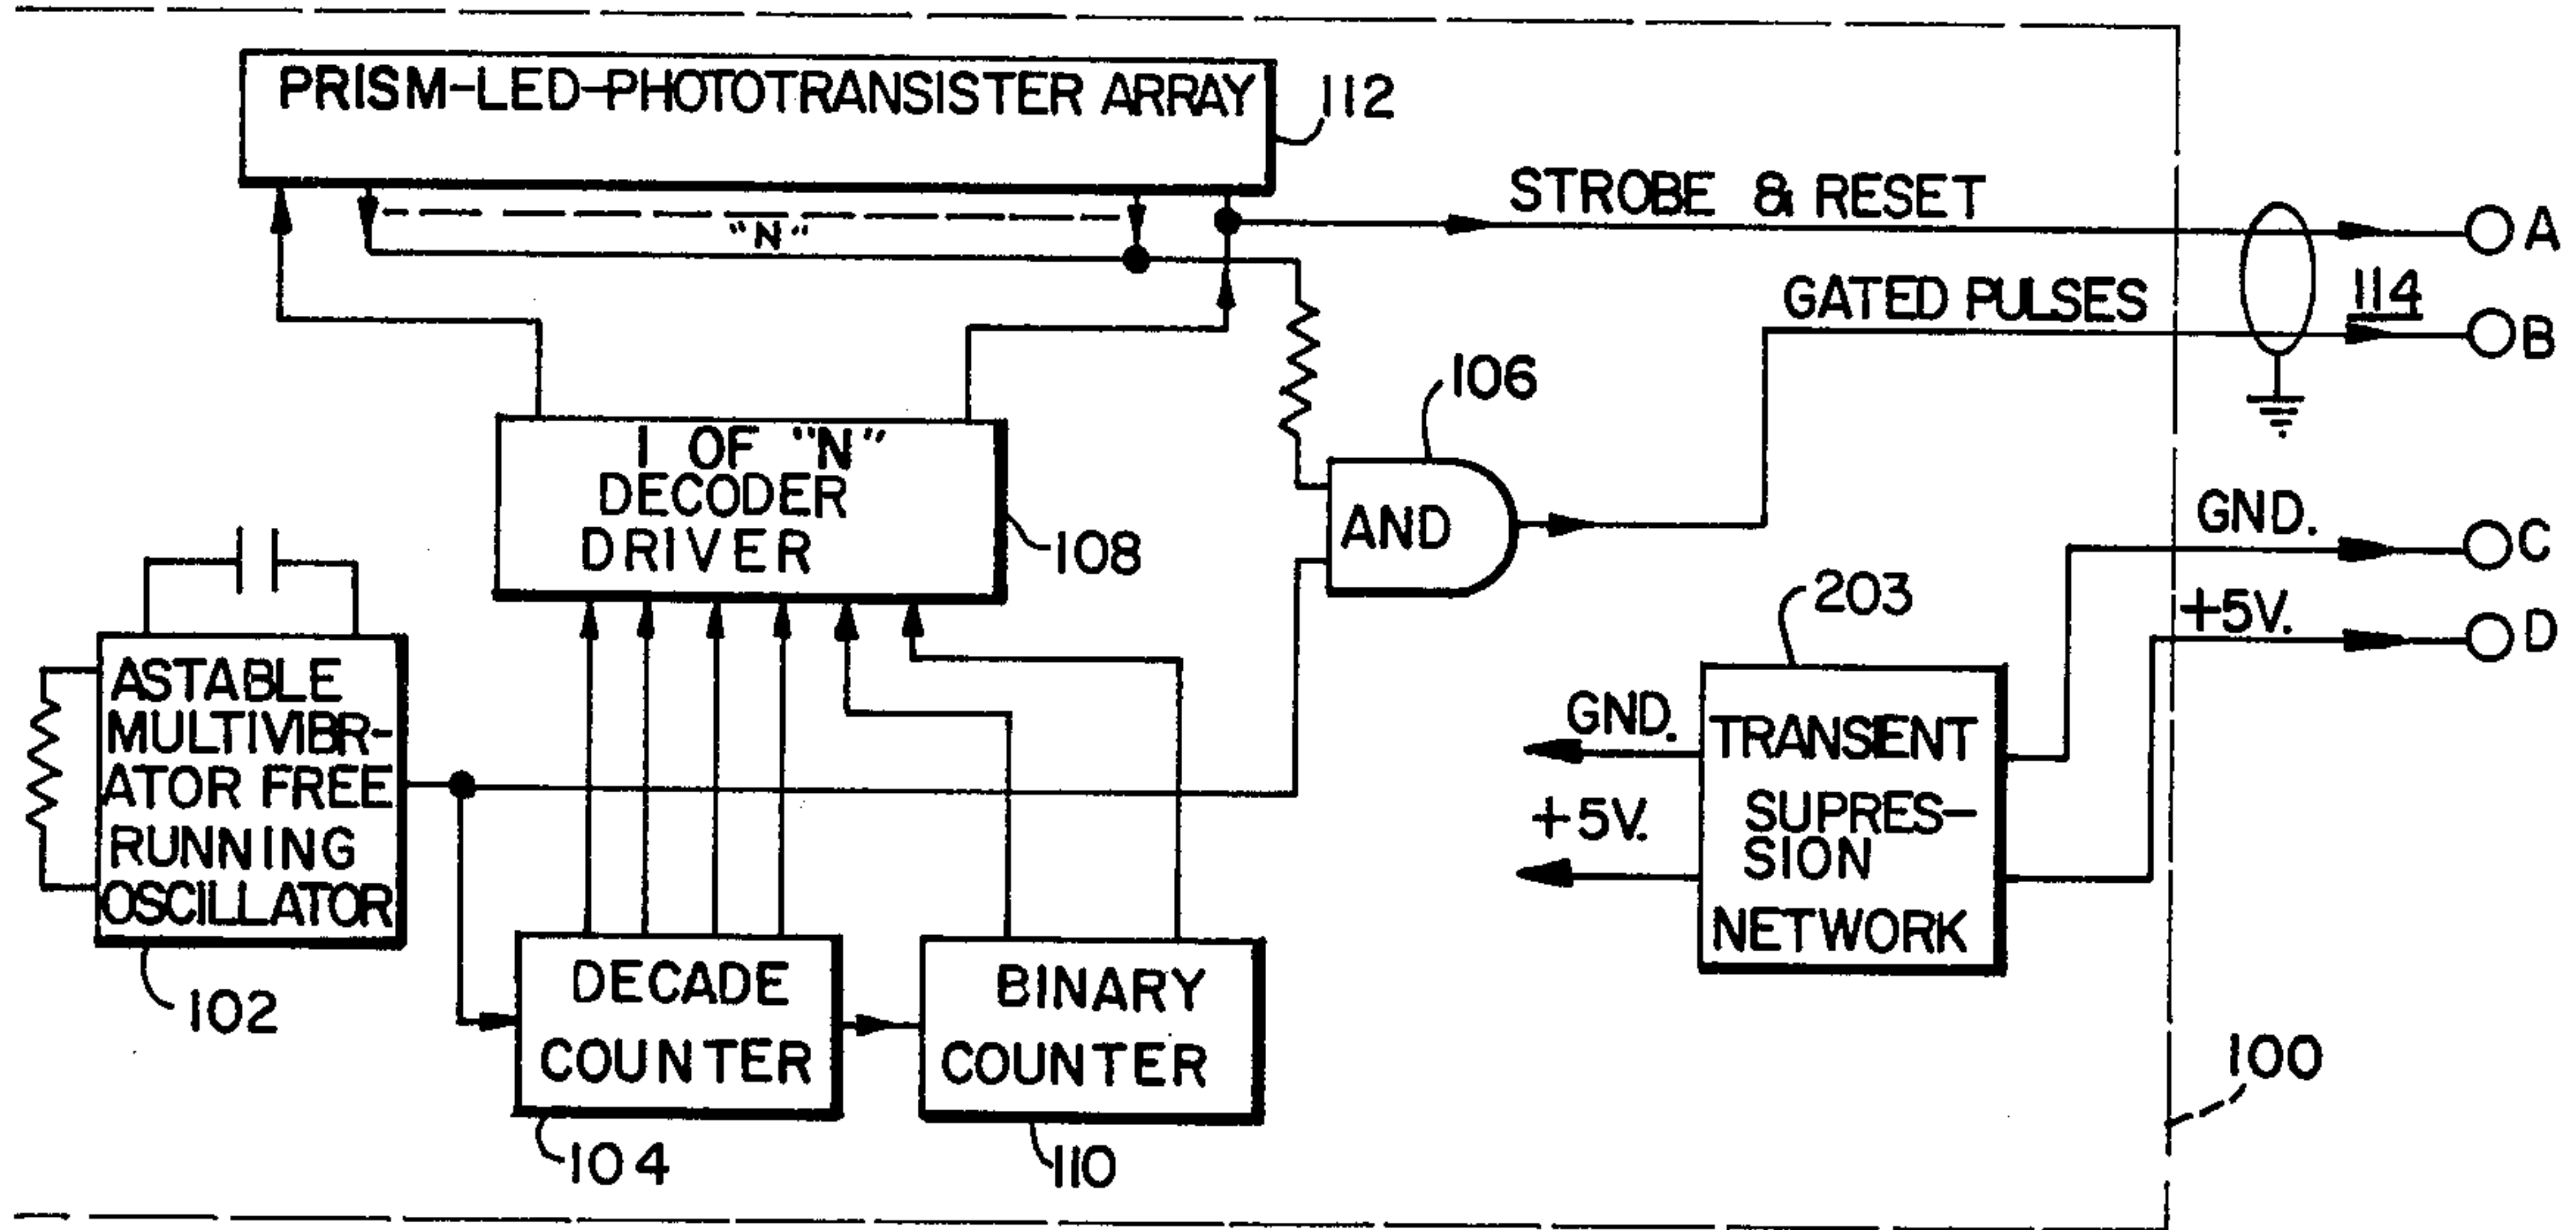 PRISM-LED-PHOTOTRANSISTER ARRAY
112
"N"
STROBE & RESET
A
GATED PULSES
114
B
1 OF "N"
DECODER
DRIVER
108
106
AND
GND.
C
+5V.
D
203
ASTABLE
MULTIVIBR-
ATOR FREE
RUNNING
OSCILLATOR
102
GND.
+5V.
TRANSIENT
SUPRES-
SION
NETWORK
DECADE
COUNTER
104
BINARY
COUNTER
110
100